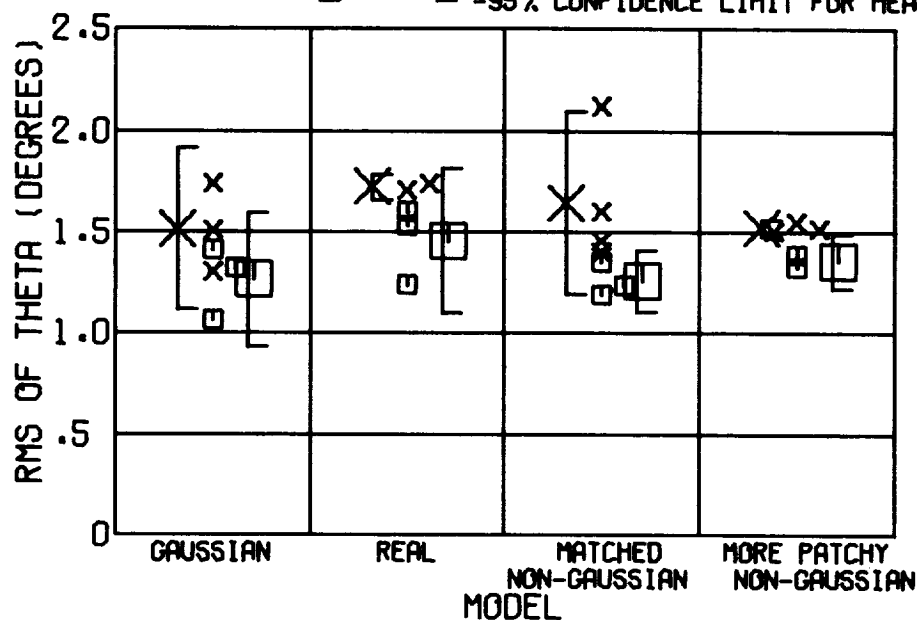 -95% CONFIDENCE LIMIT FOR MEA
RMS OF THETA (DEGREES)
2.5
2.0
1.5
1.0
.5
0
GAUSSIAN
REAL
MATCHED
NON-GAUSSIAN
MORE PATCHY
NON-GAUSSIAN
MODEL